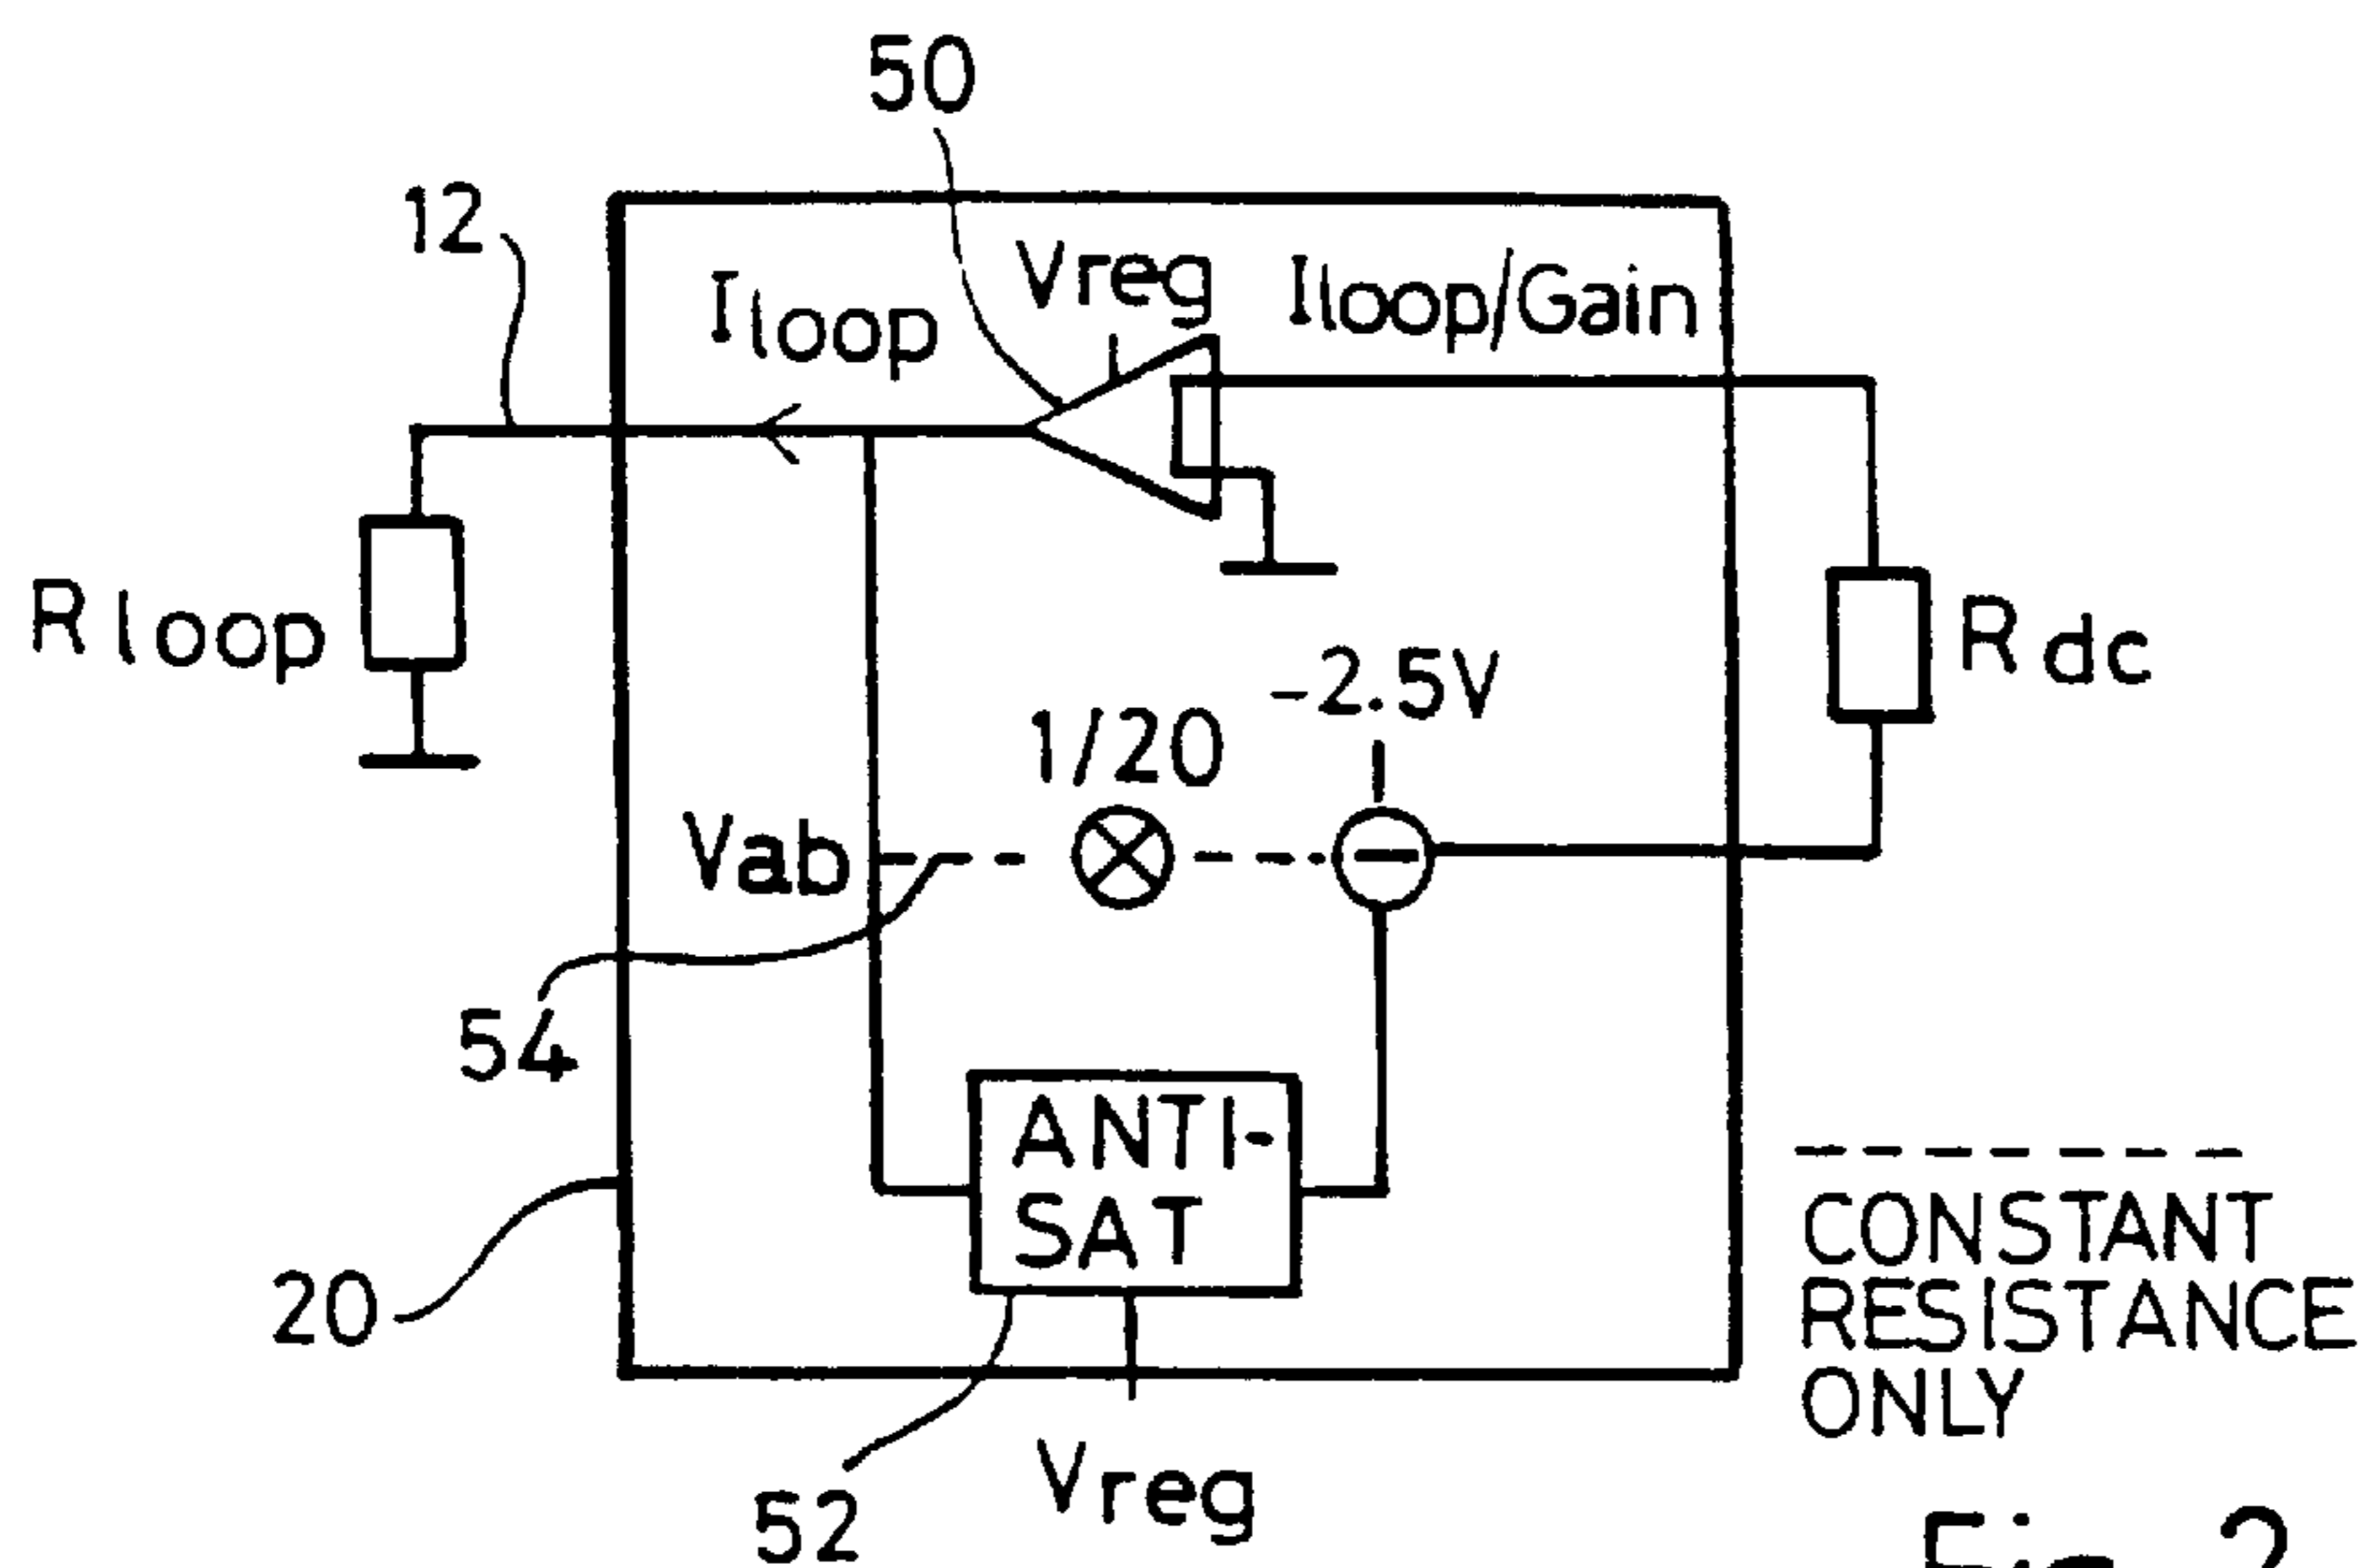 50
12
Iloop
Vreg
Iloop/Gain
Rloop
Rdc
-2.5V
1/20
Vab
54
ANTI-
SAT
20
CONSTANT
RESISTANCE
ONLY
Vreg
52